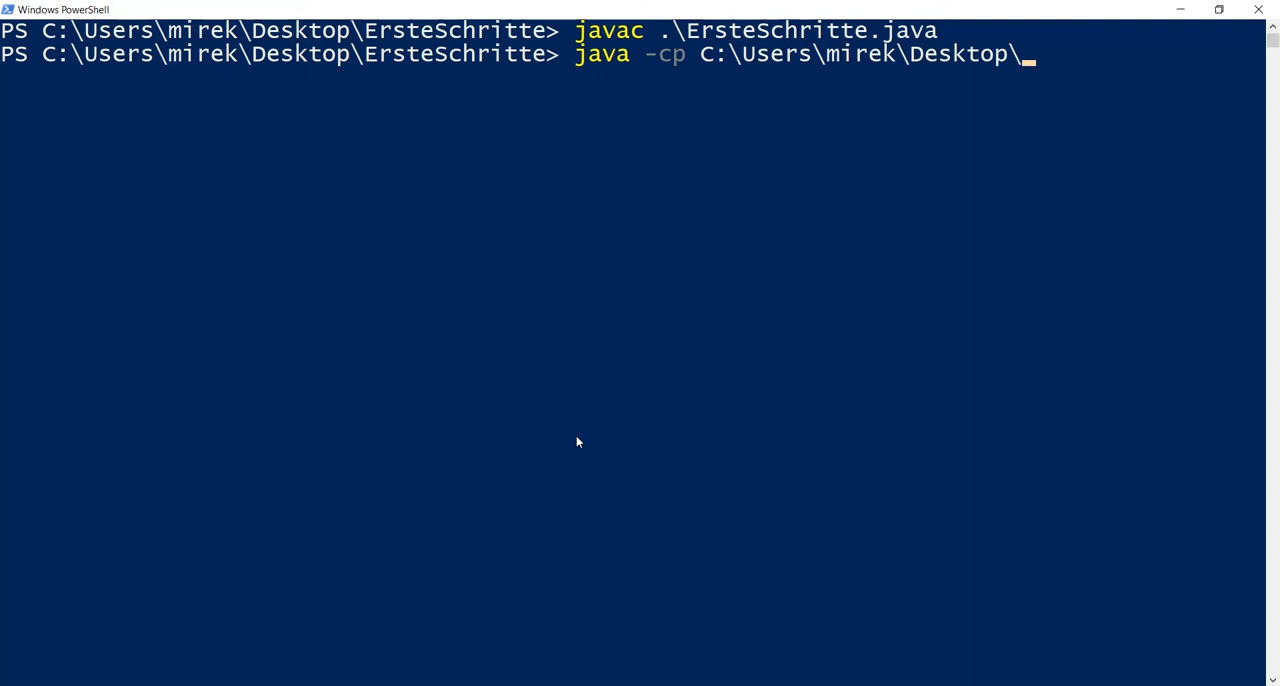 Windows PowerShell
PS C:\Users\mirek\Desktop\ErsteSchritte> javac .\ErsteSchritte.java
PS C:\Users\mirek\Desktop\ErsteSchritte> java -cp C:\Users\mirek\Desktop\